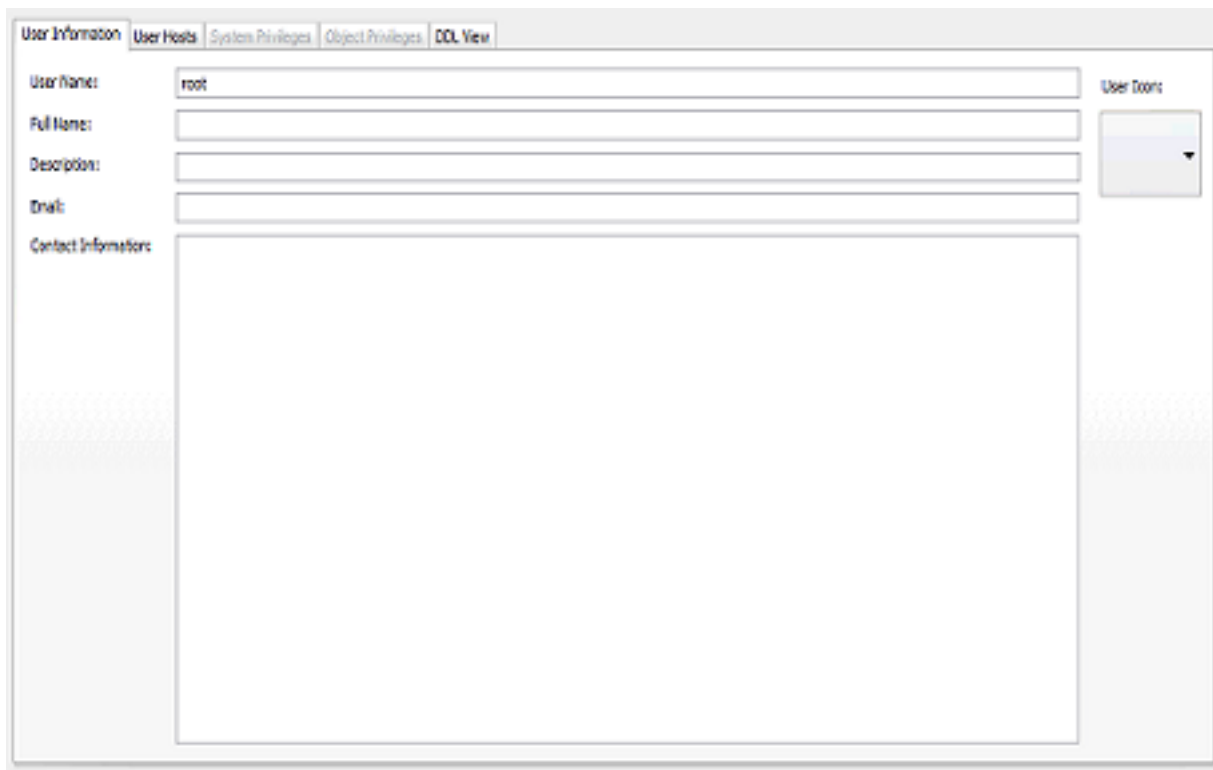 User Information User Hosts System Privileges Object Privileges DDL View
User Name: root User Icon:
Full Name:
Description:
Email:
Contact Information: